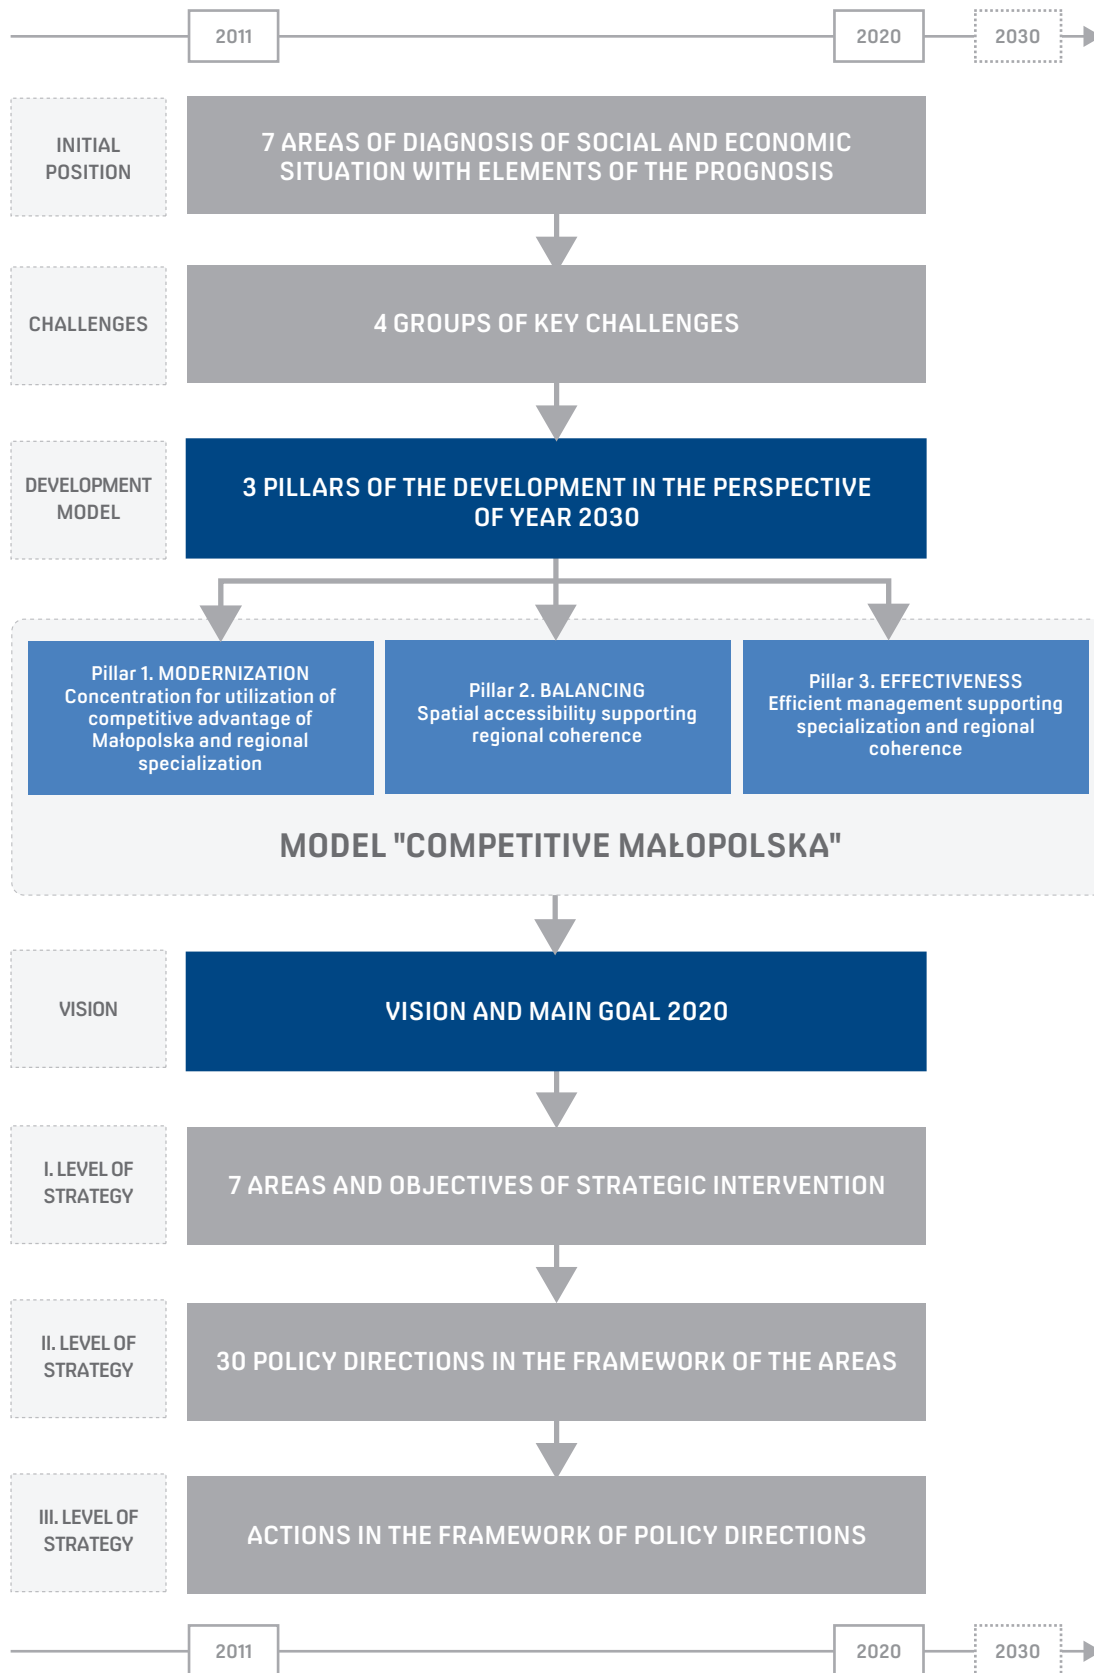 2011
2020
2030
INITIAL
POSITION
7 AREAS OF DIAGNOSIS OF SOCIAL AND ECONOMIC
SITUATION WITH ELEMENTS OF THE PROGNOSIS
CHALLENGES
4 GROUPS OF KEY CHALLENGES
DEVELOPMENT
MODEL
3 PILLARS OF THE DEVELOPMENT IN THE PERSPECTIVE
OF YEAR 2030
Pillar 1. MODERNIZATION
Concentration for utilization of
competitive advantage of
Małopolska and regional
specialization
Pillar 2. BALANCING
Spatial accessibility supporting
regional coherence
Pillar 3. EFFECTIVENESS
Efficient management supporting
specialization and regional
coherence
MODEL "COMPETITIVE MAŁOPOLSKA"
VISION
VISION AND MAIN GOAL 2020
I. LEVEL OF
STRATEGY
7 AREAS AND OBJECTIVES OF STRATEGIC INTERVENTION
II. LEVEL OF
STRATEGY
30 POLICY DIRECTIONS IN THE FRAMEWORK OF THE AREAS
III. LEVEL OF
STRATEGY
ACTIONS IN THE FRAMEWORK OF POLICY DIRECTIONS
2011
2020
2030